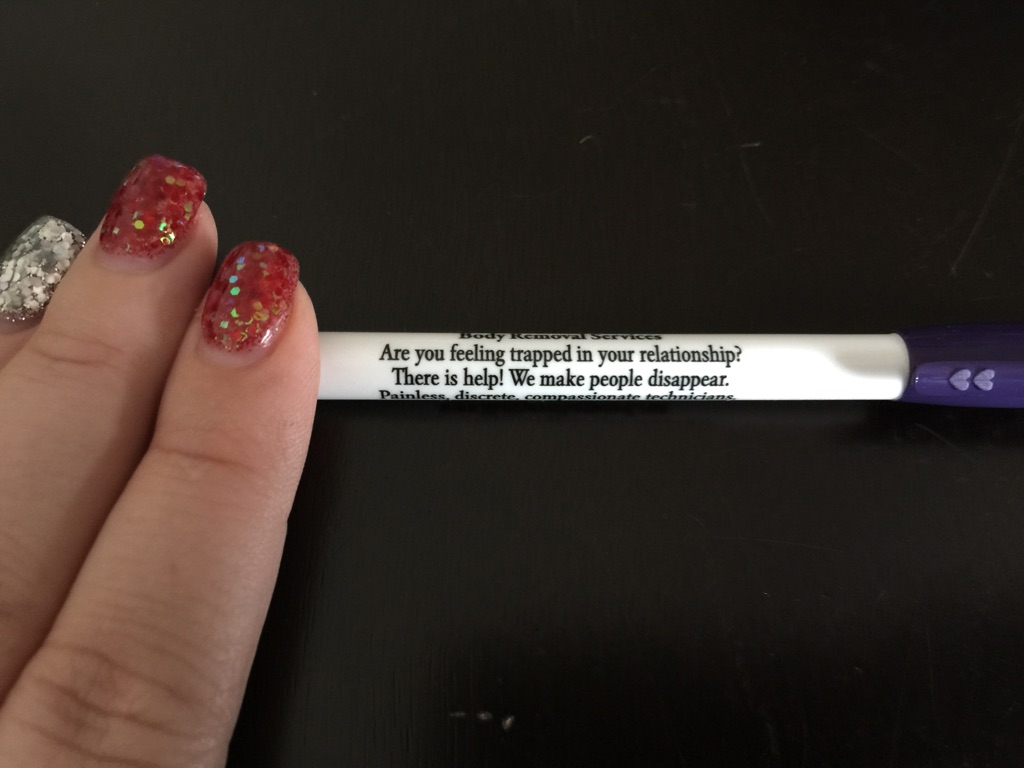 Body Removal Services
Are you feeling trapped in your relationship?
There is help! We make people disappear.
Painless, discrete, compassionate technicians.